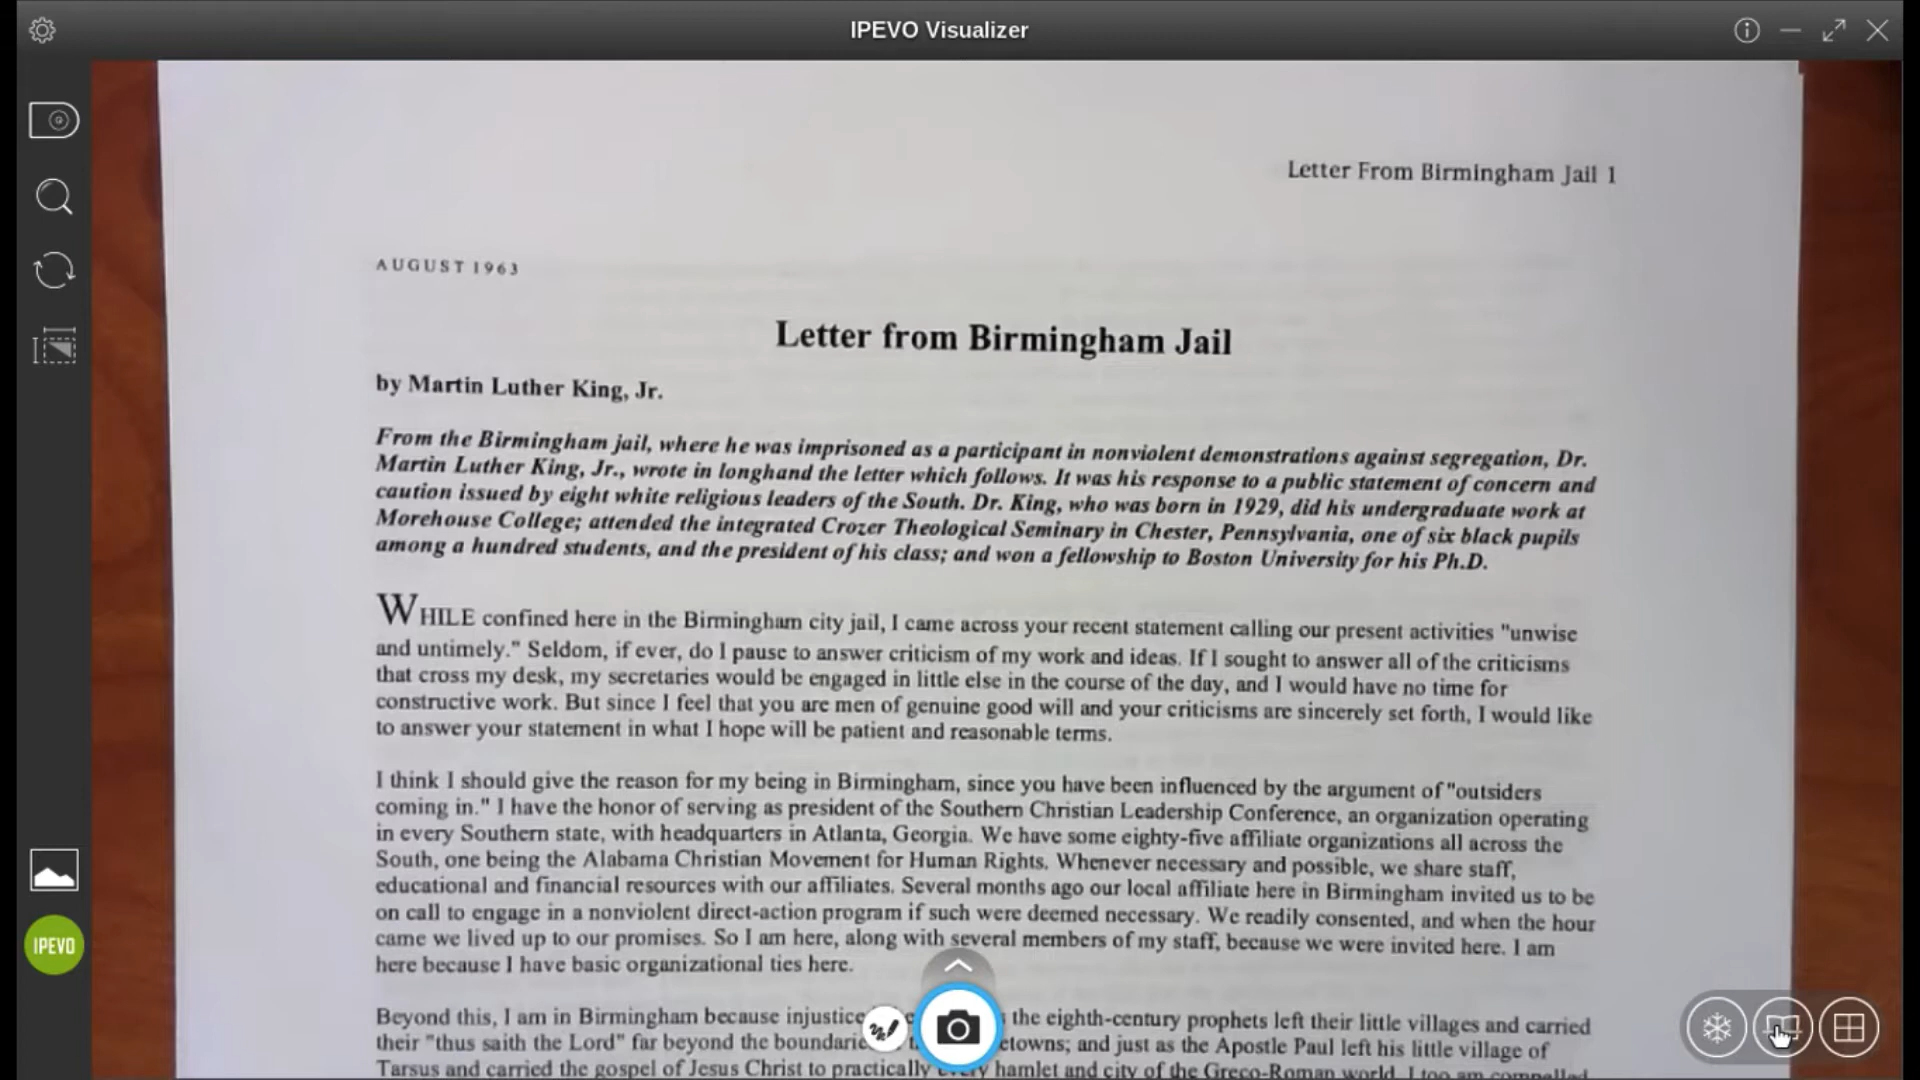 IPEVO Visualizer
Letter From Birmingham Jail 1
AUGUST 1963
Letter from Birmingham Jail
by Martin Luther King, Jr.
From the Birmingham jail, where he was imprisoned as a participant in nonviolent demonstrations against segregation, Dr.
Martin Luther King, Jr., wrote in longhand the letter which follows. It was his response to a public statement of concern and
caution issued by eight white religious leaders of the South. Dr. King, who was born in 1929, did his undergraduate work at
Morehouse College; attended the integrated Crozer Theological Seminary in Chester, Pennsylvania, one of six black pupils
among a hundred students, and the president of his class; and won a fellowship to Boston University for his Ph.D.
WHILE confined here in the Birmingham city jail, I came across your recent statement calling our present activities "unwise
and untimely." Seldom, if ever, do I pause to answer criticism of my work and ideas. If I sought to answer all of the criticisms
that cross my desk, my secretaries would be engaged in little else in the course of the day, and I would have no time for
constructive work. But since I feel that you are men of genuine good will and your criticisms are sincerely set forth, I would like
to answer your statement in what I hope will be patient and reasonable terms.
I think I should give the reason for my being in Birmingham, since you have been influenced by the argument of "outsiders
coming in." I have the honor of serving as president of the Southern Christian Leadership Conference, an organization operating
in every Southern state, with headquarters in Atlanta, Georgia. We have some eighty-five affiliate organizations all across the
South, one being the Alabama Christian Movement for Human Rights. Whenever necessary and possible, we share staff,
educational and financial resources with our affiliates. Several months ago our local affiliate here in Birmingham invited us to be
on call to engage in a nonviolent direct-action program if such were deemed necessary. We readily consented, and when the hour
came we lived up to our promises. So I am here, along with several members of my staff, because we were invited here. I am
here because I have basic organizational ties here.
Beyond this, I am in Birmingham because injustice the eighth-century prophets left their little villages and carried
their "thus saith the Lord" far beyond the and just as the Apostle Paul left his little village of
Tarsus and carried the gospel of Jesus Christ to practically every hamlet and city of the Greco-Roman world, I too am compelled
IPEVO